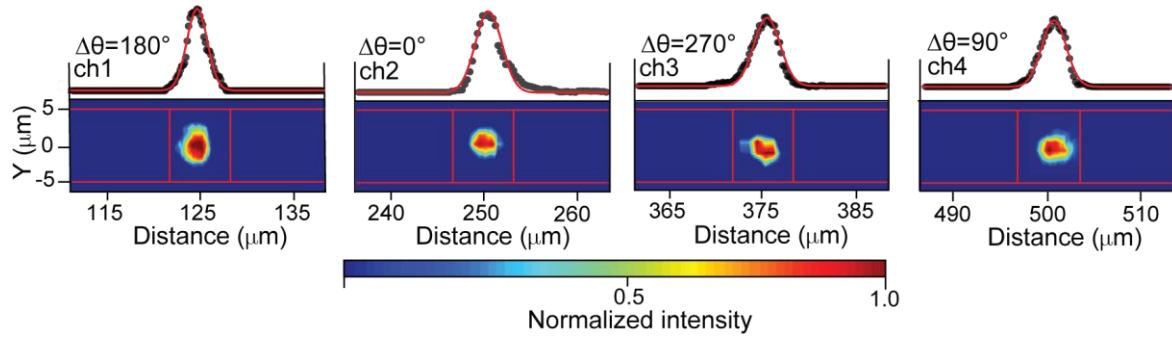 Δθ=180°
ch1
Δθ=0°
ch2
Δθ=270°
ch3
Δθ=90°
ch4
Y (μm)
5
0
-5
115 125 135
240 250 260
365 375 385
490 500 510
Distance (μm) Distance (μm) Distance (μm) Distance (μm)
0.5 1.0
Normalized intensity